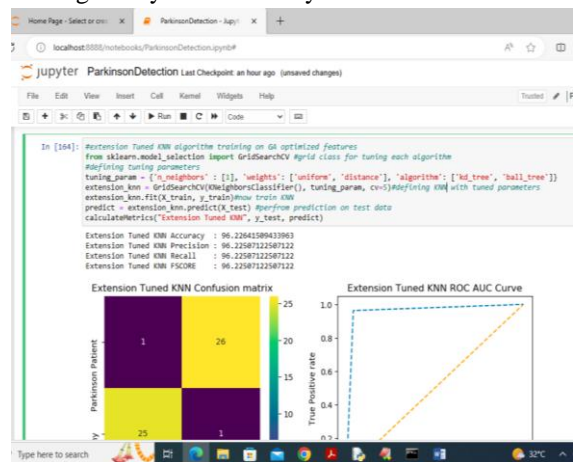 Home Page - Select or crea
ParkinsonDetection - Jupyt
localhost:8888/notebooks/ParkinsonDetection.ipynb#
jupyter ParkinsonDetection Last Checkpoint: an hour ago (unsaved changes)
File Edit View Insert Cell Kernel Widgets Help
Trusted
Run Code
In [164]: #extension Tuned KNN algorithm training on GA optimized features
from sklearn.model_selection import GridSearchCV #grid class for tuning each algorithm
#defining tuning parameters
tuning_param = {'n_neighbors' : [1], 'weights': ['uniform', 'distance'], 'algorithm': ['kd_tree', 'ball_tree']}
extension_knn = GridSearchCV(KNeighborsClassifier(), tuning_param, cv=5)#defining KNN with tuned parameters
extension_knn.fit(X_train, y_train)#now train KNN
predict = extension_knn.predict(X_test) #perfrom prediction on test data
calculateMetrics("Extension Tuned KNN", y_test, predict)
Extension Tuned KNN Accuracy : 96.22641509433963
Extension Tuned KNN Precision : 96.22507122507122
Extension Tuned KNN Recall : 96.22507122507122
Extension Tuned KNN FSCORE : 96.22507122507122
Extension Tuned KNN Confusion matrix
Extension Tuned KNN ROC AUC Curve
Parkinson Patient
1 26
25 1
25
20
15
10
True Positive rate
1.0
0.8
0.6
0.4
0.2
Type here to search
32°C